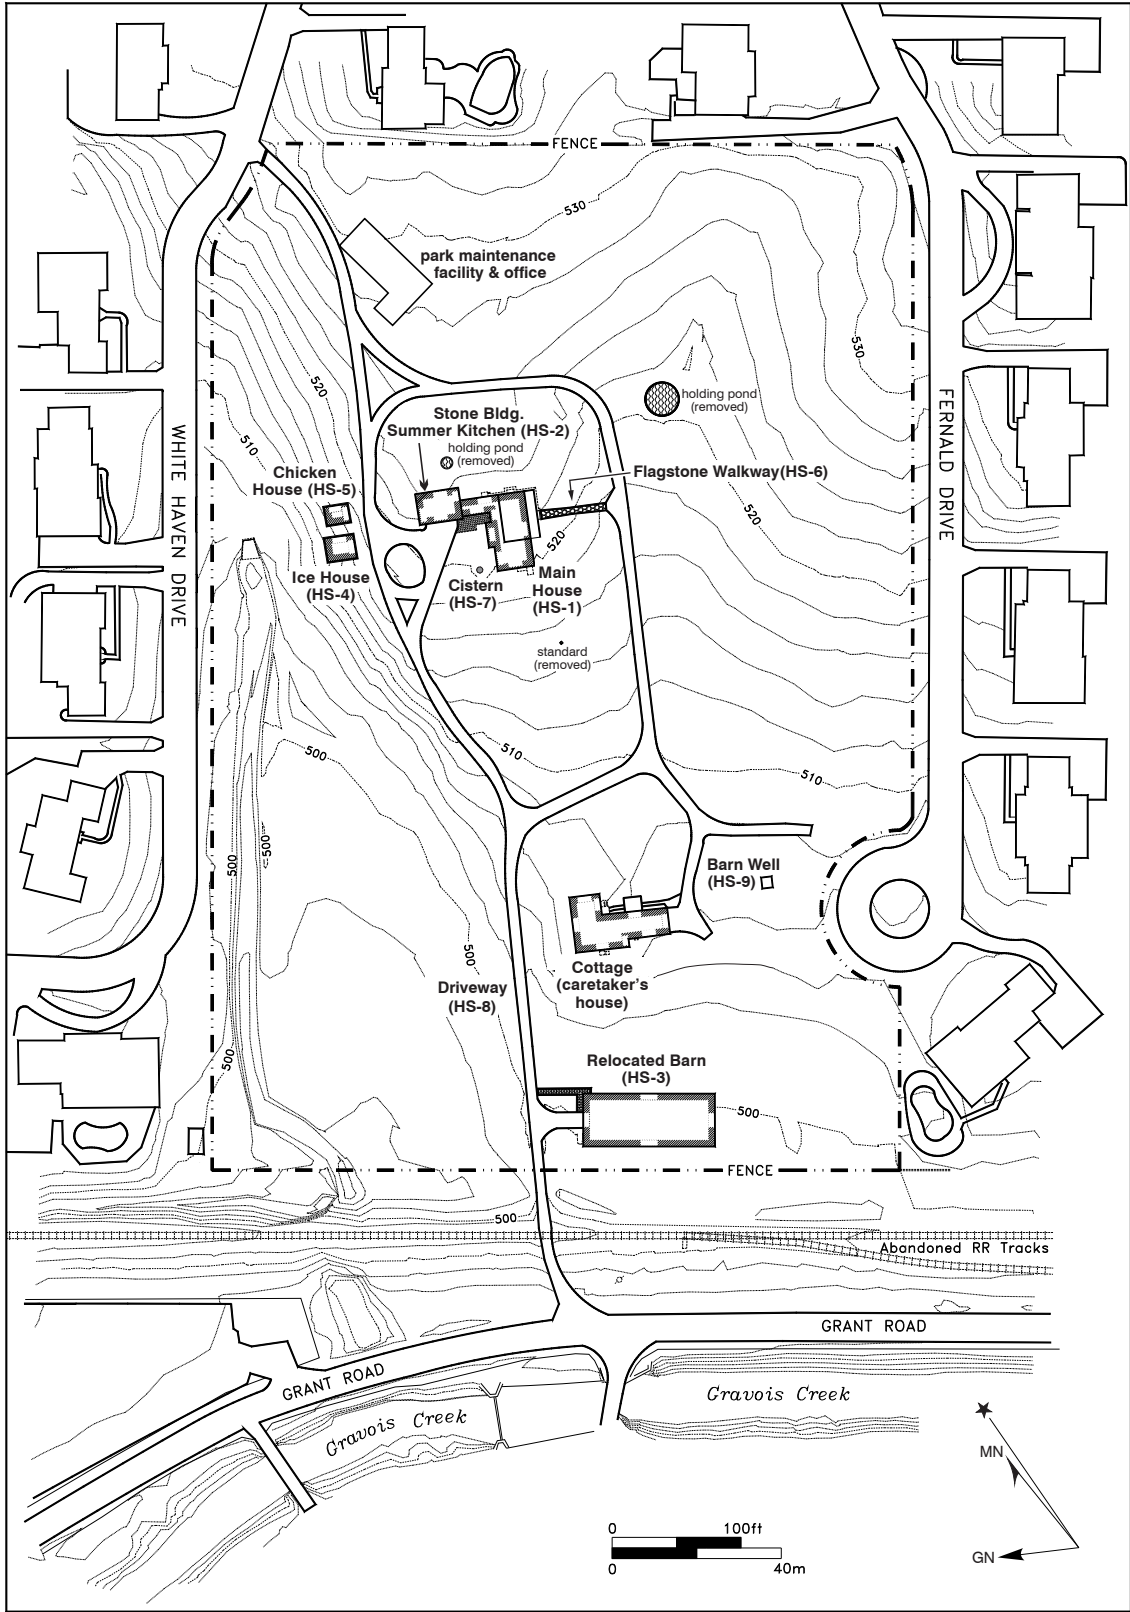 FENCE
530
park maintenance
facility & office
530
520
holding pond
(removed)
Stone Bldg.
Summer Kitchen (HS-2)
510
holding pond
(removed)
WHITE HAVEN DRIVE
FERNALD DRIVE
Chicken
House (HS-5)
Flagstone Walkway(HS-6)
520
520
Ice House
(HS-4)
Cistern
(HS-7)
Main
House
(HS-1)
standard
(removed)
500
510
510
500
500
Barn Well
(HS-9)
500
Cottage
(caretaker's
house)
Driveway
(HS-8)
500
Relocated Barn
(HS-3)
500
FENCE
500
Abandoned RR Tracks
GRANT ROAD
GRANT ROAD
Gravois Creek
Gravois Creek
MN
GN
0 100ft
0 40m